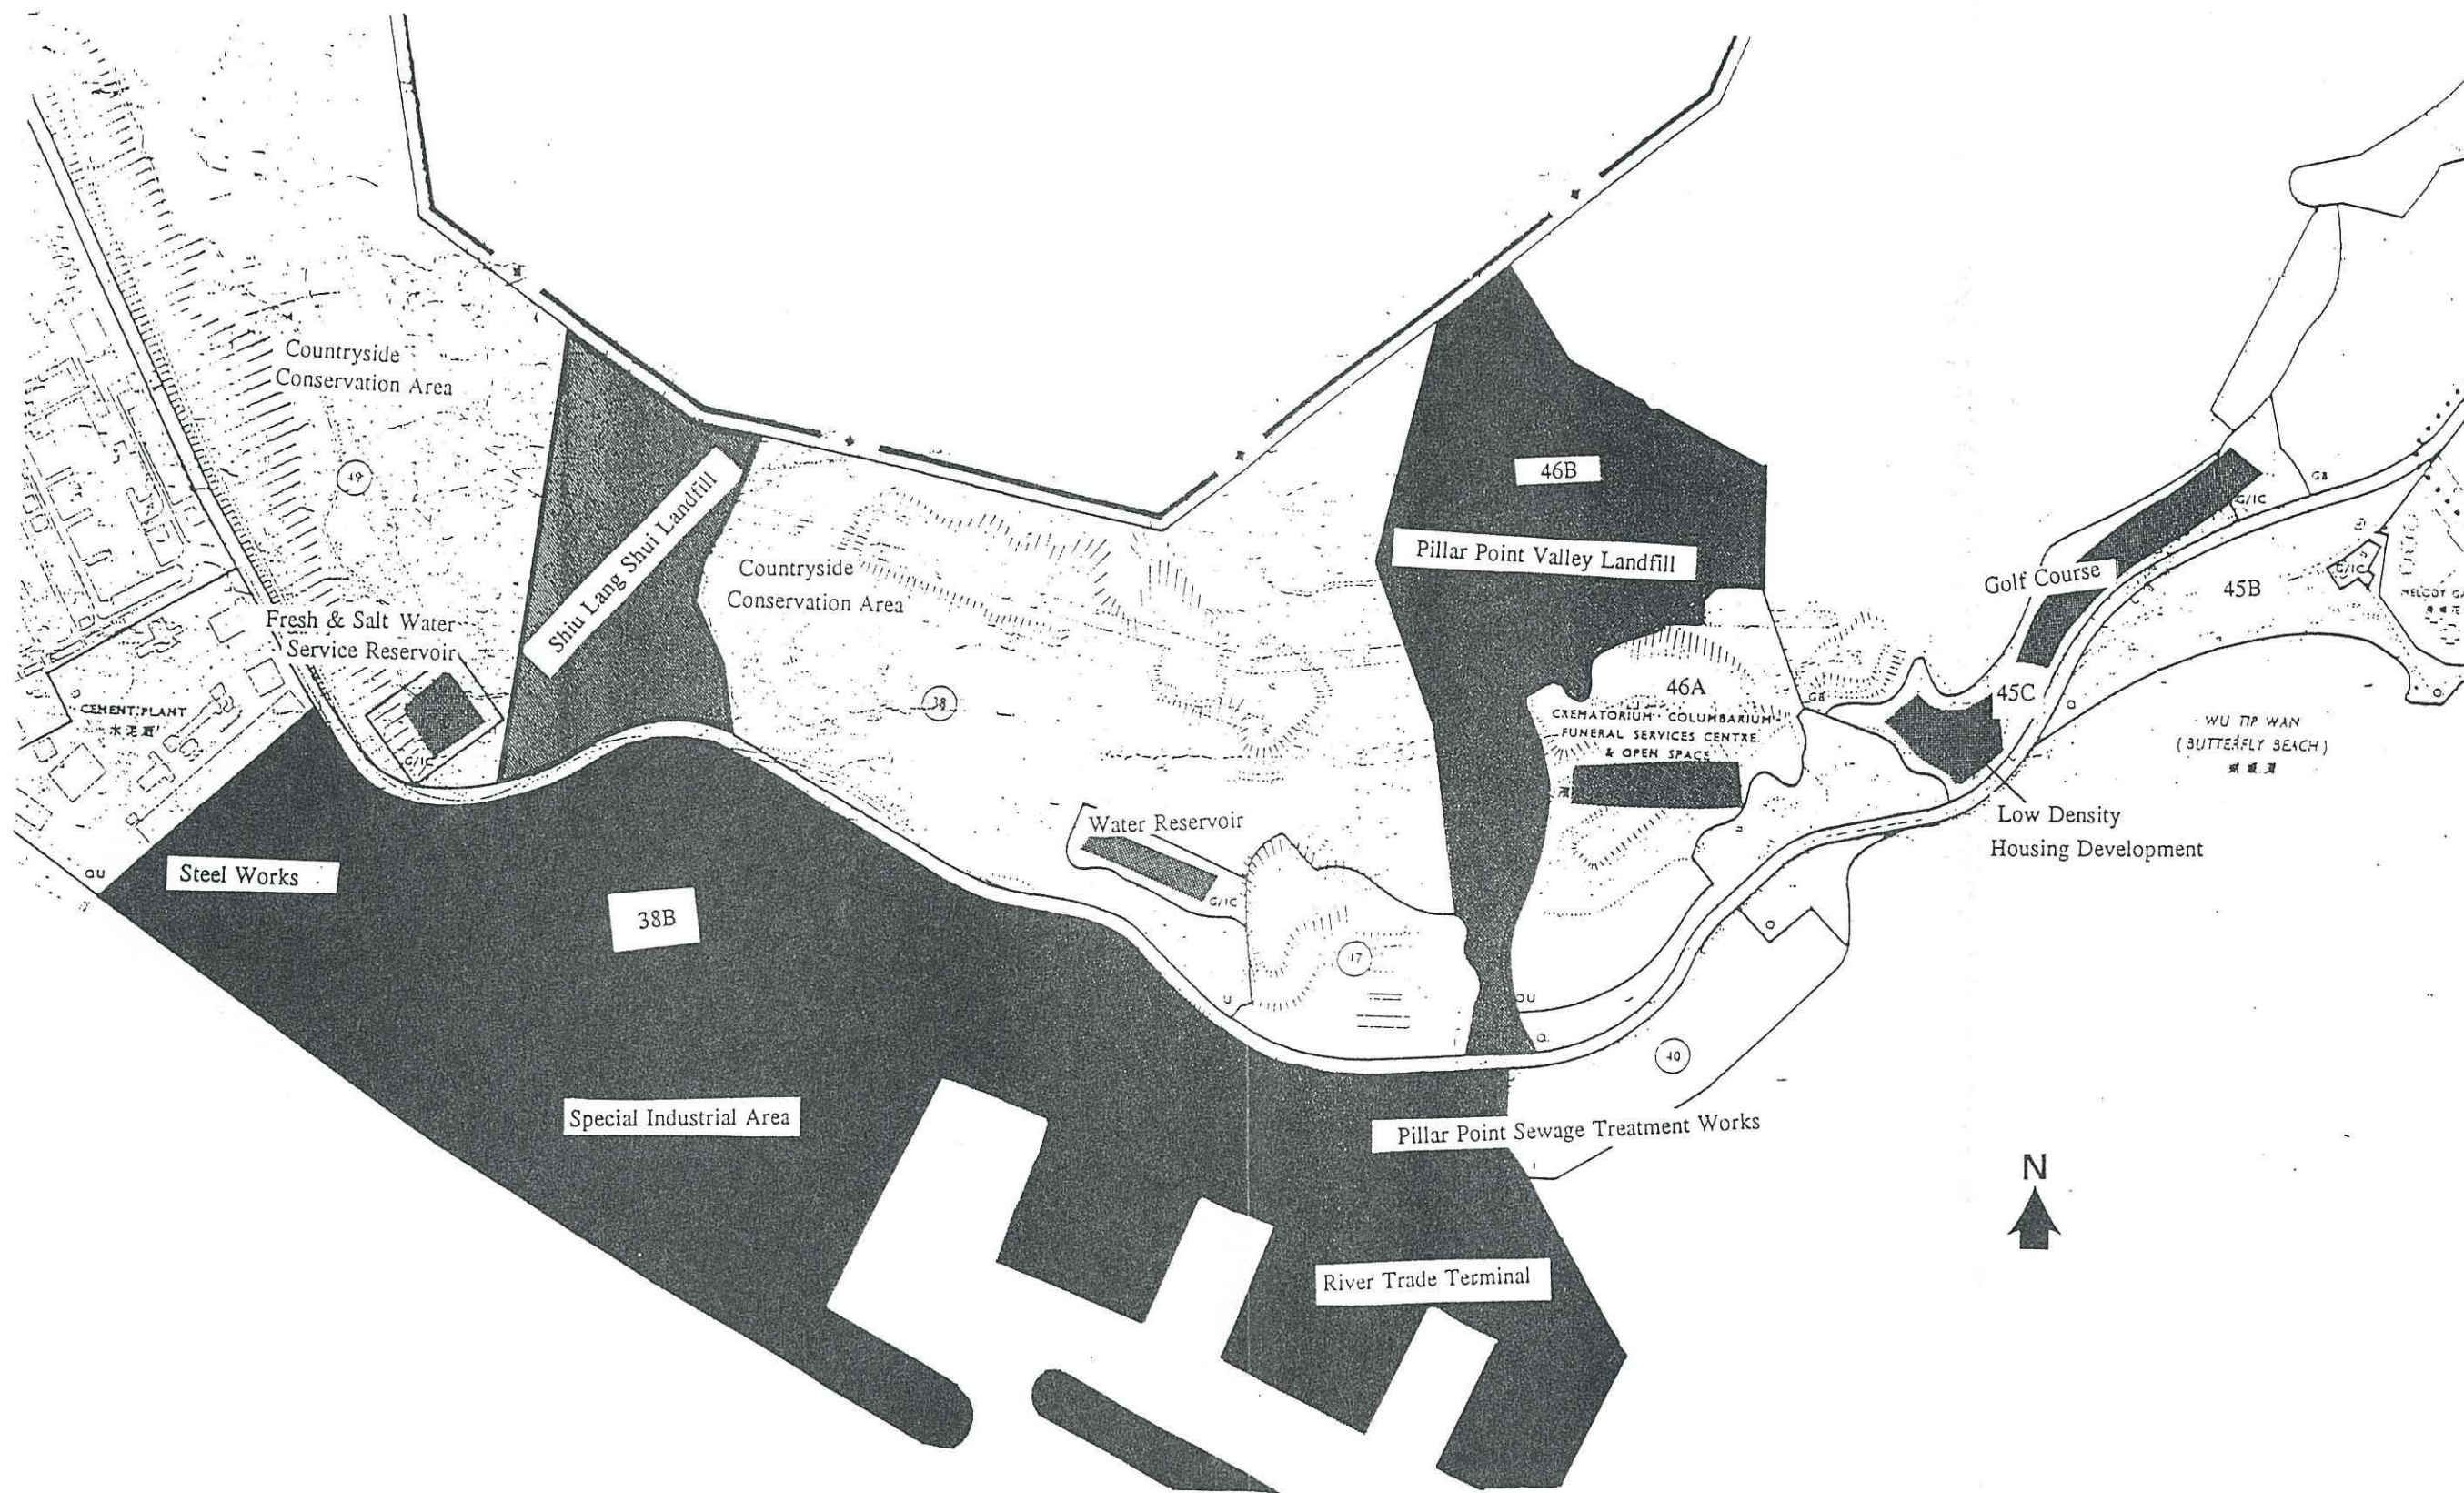 Countryside
Conservation Area
49
Shiu Lang Shui Landfill
46B
Pillar Point Valley Landfill
G/IC
GB
Golf Course
G/IC
45B
MELODY GA
Countryside
Conservation Area
Fresh & Salt Water
Service Reservoir
CEMENT PLANT
G/IC
38
46A
CREMATORIUM COLUMBARIUM
FUNERAL SERVICES CENTRE
& OPEN SPACE
GB
45C
O
O
WU TIP WAN
(BUTTERFLY BEACH)
Low Density
Housing Development
Water Reservoir
G/IC
OU
Steel Works
38B
47
U
OU
O
O
40
Special Industrial Area
Pillar Point Sewage Treatment Works
N
River Trade Terminal